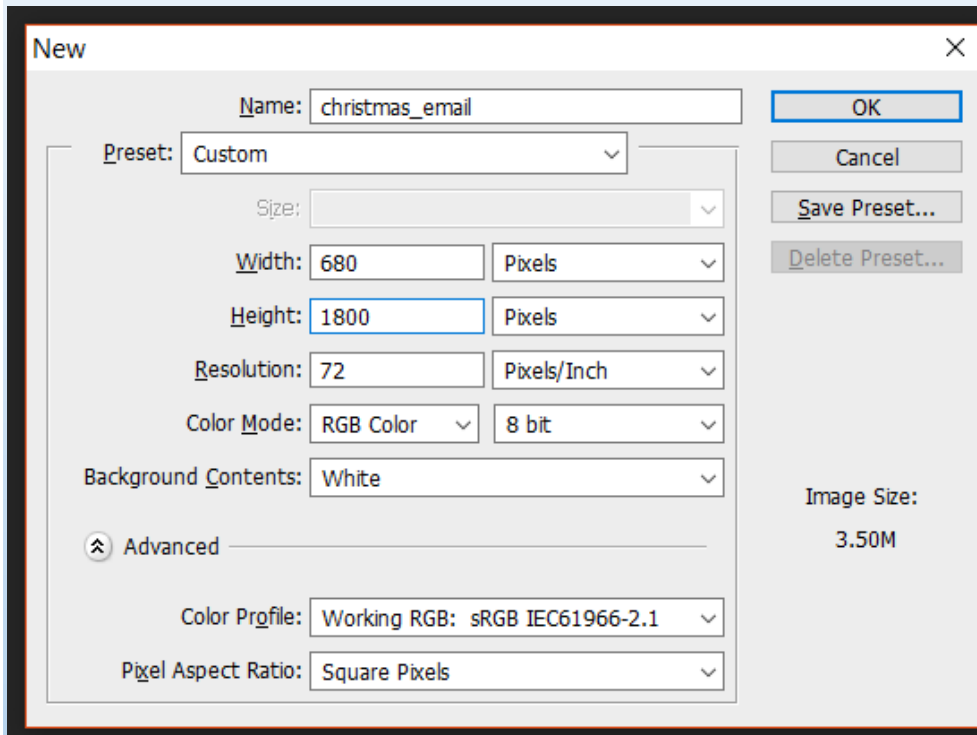 New
Name: christmas_email
OK
Preset: Custom
Cancel
Size:
Save Preset...
Width: 680 Pixels
Delete Preset...
Height: 1800 Pixels
Resolution: 72 Pixels/Inch
Color Mode: RGB Color 8 bit
Background Contents: White
Image Size:
3.50M
Advanced
Color Profile: Working RGB: sRGB IEC61966-2.1
Pixel Aspect Ratio: Square Pixels